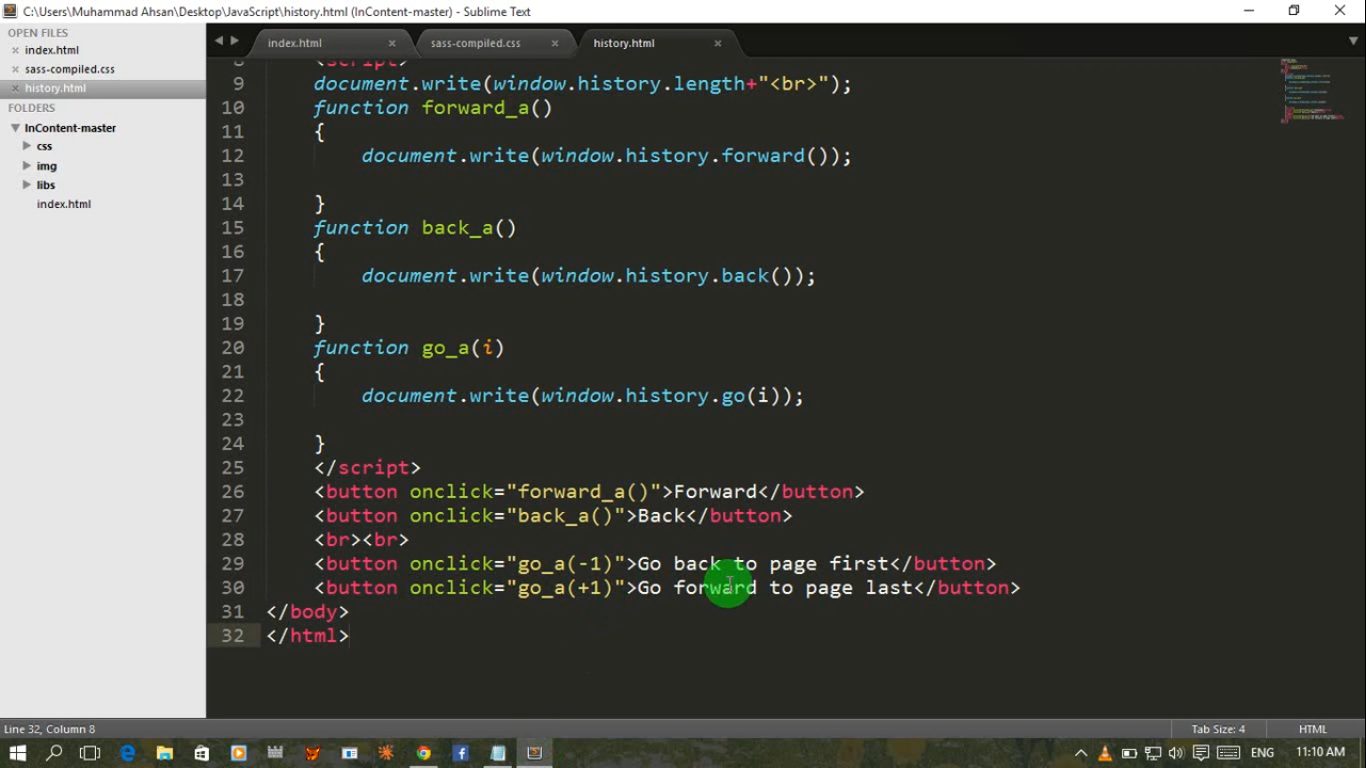 C:\Users\Muhammad Ahsan\Desktop\JavaScript\history.html (InContent-master) - Sublime Text
OPEN FILES
index.html
sass-compiled.css
history.html
FOLDERS
InContent-master
css
img
libs
index.html
index.html
sass-compiled.css
history.html
8 <script>
9 document.write(window.history.length+"<br>");
10 function forward_a()
11 {
12 document.write(window.history.forward());
13
14 }
15 function back_a()
16 {
17 document.write(window.history.back());
18
19 }
20 function go_a(i)
21 {
22 document.write(window.history.go(i));
23
24 }
25 </script>
26 <button onclick="forward_a()">Forward</button>
27 <button onclick="back_a()">Back</button>
28 <br><br>
29 <button onclick="go_a(-1)">Go back to page first</button>
30 <button onclick="go_a(+1)">Go forward to page last</button>
31 </body>
32 </html>
Line 32, Column 8
Tab Size: 4
HTML
ENG
11:10 AM